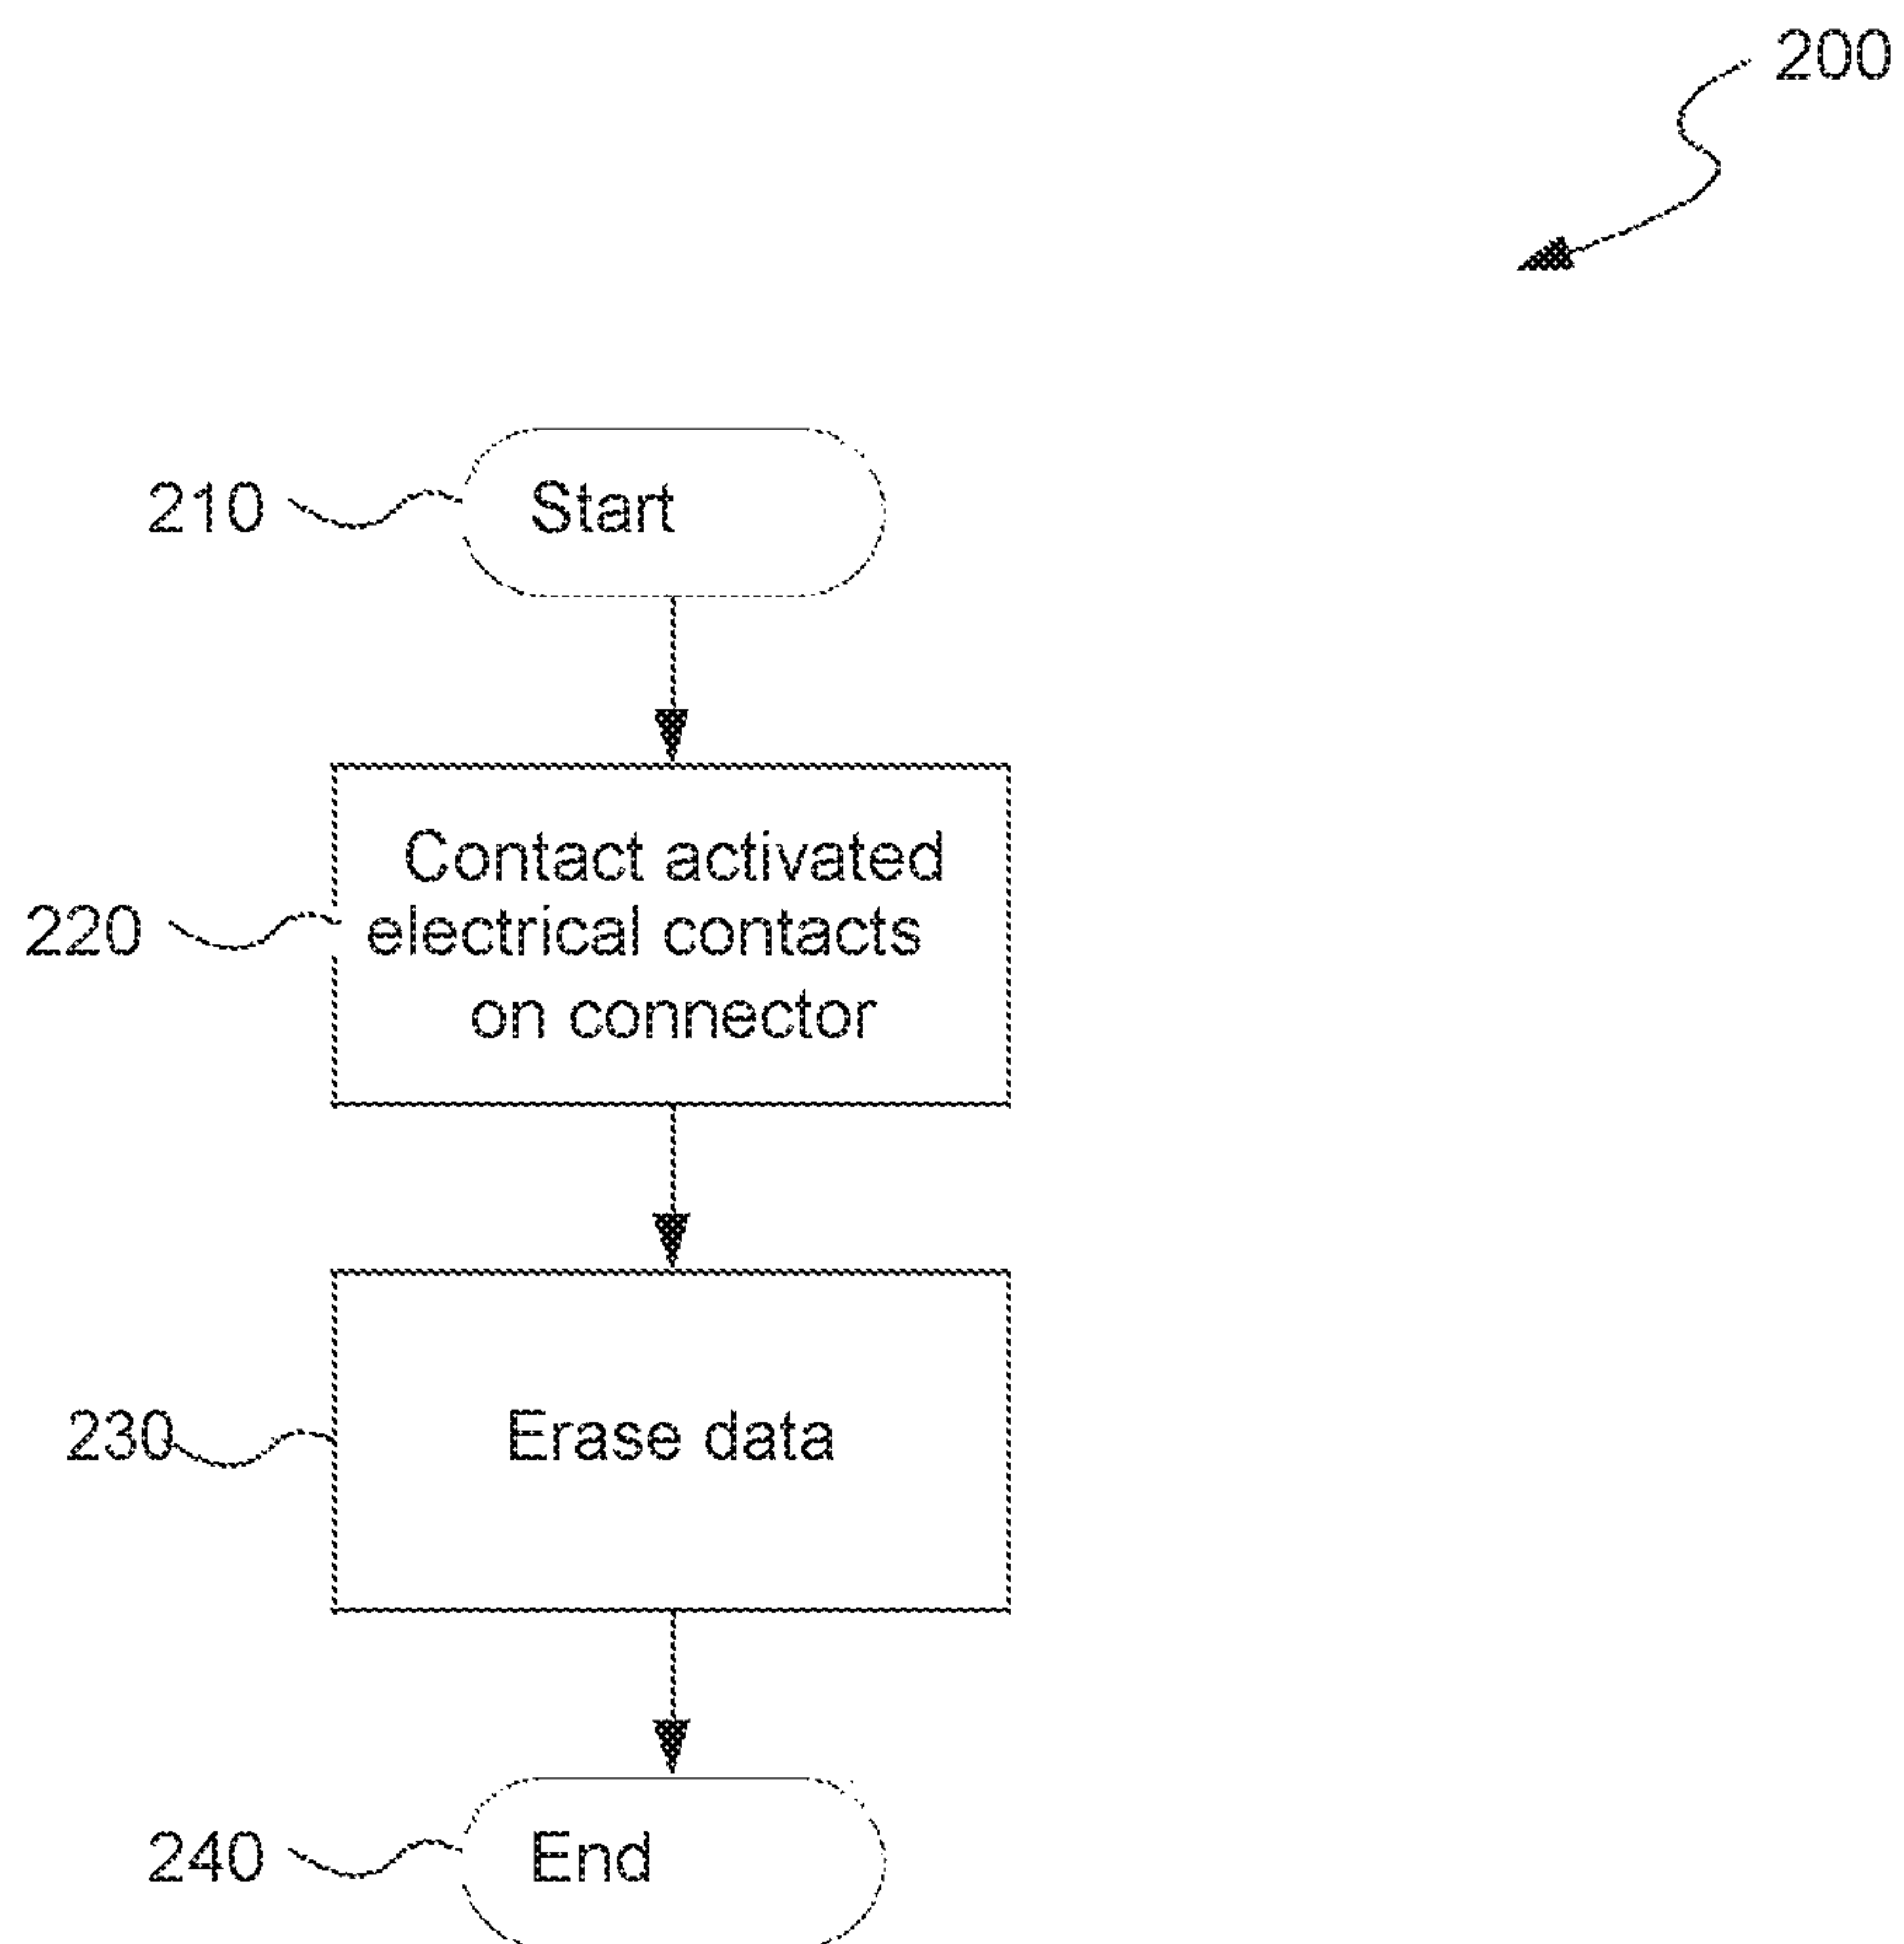 200
210
Start
Contact activated
220
electrical contacts
on connector
230
Erase data
240
End